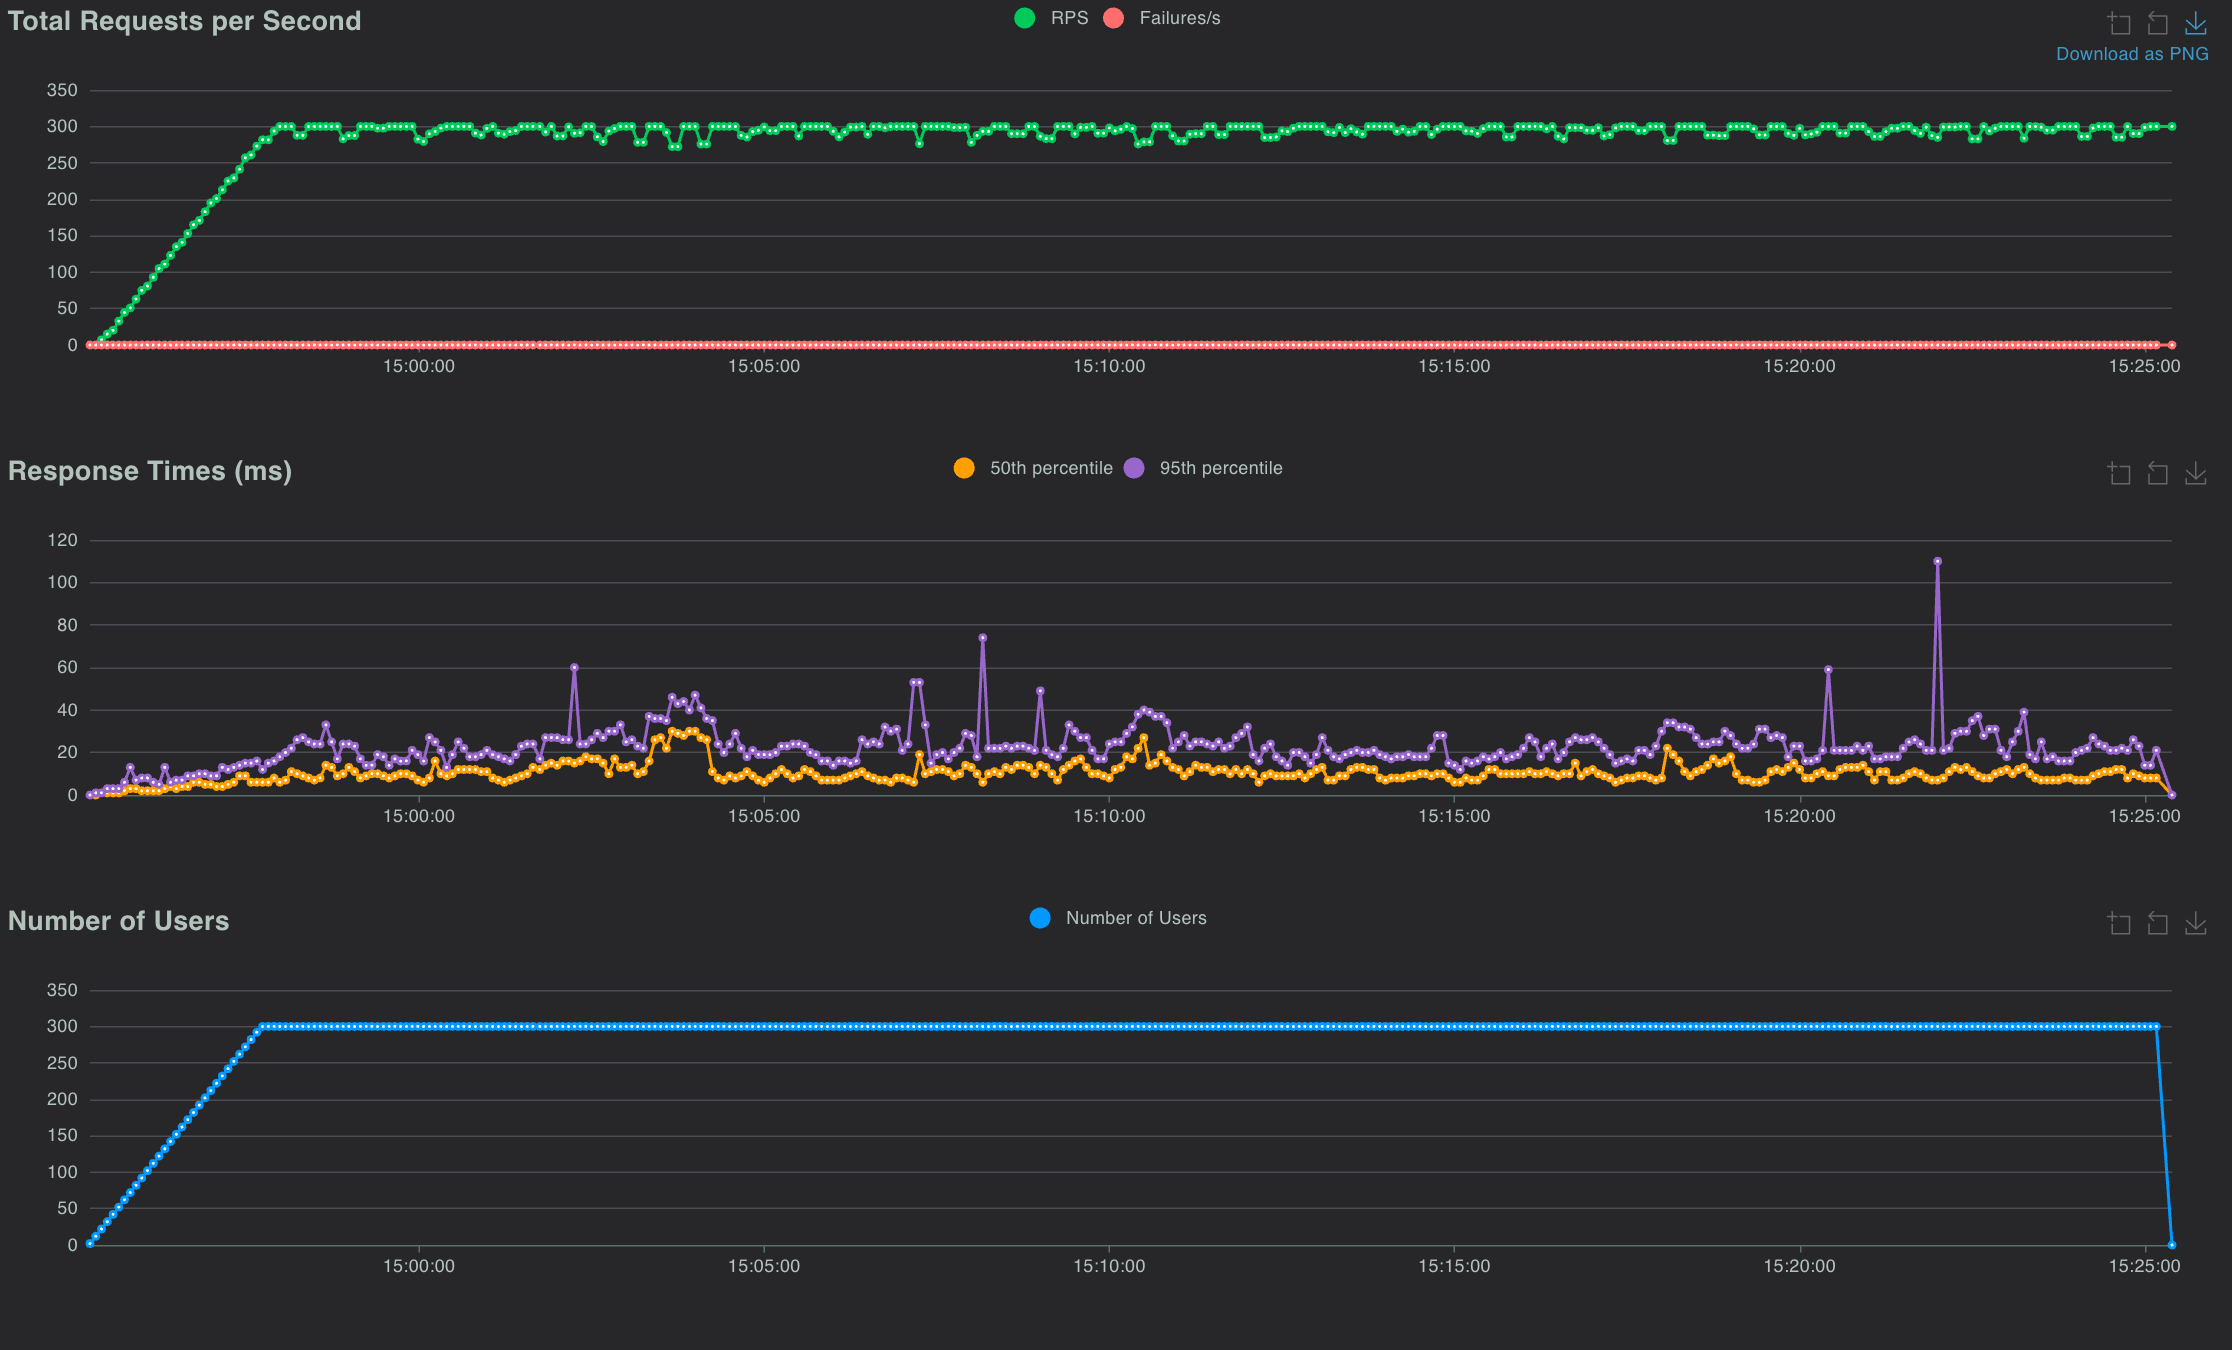 Total Requests per Second
RPS Failures/s
Download as PNG
350
300
250
200
150
100
50
0
15:00:00 15:05:00 15:10:00 15:15:00 15:20:00 15:25:00
Response Times (ms)
50th percentile 95th percentile
120
100
80
60
40
20
0
15:00:00 15:05:00 15:10:00 15:15:00 15:20:00 15:25:00
Number of Users
Number of Users
350
300
250
200
150
100
50
0
15:00:00 15:05:00 15:10:00 15:15:00 15:20:00 15:25:00